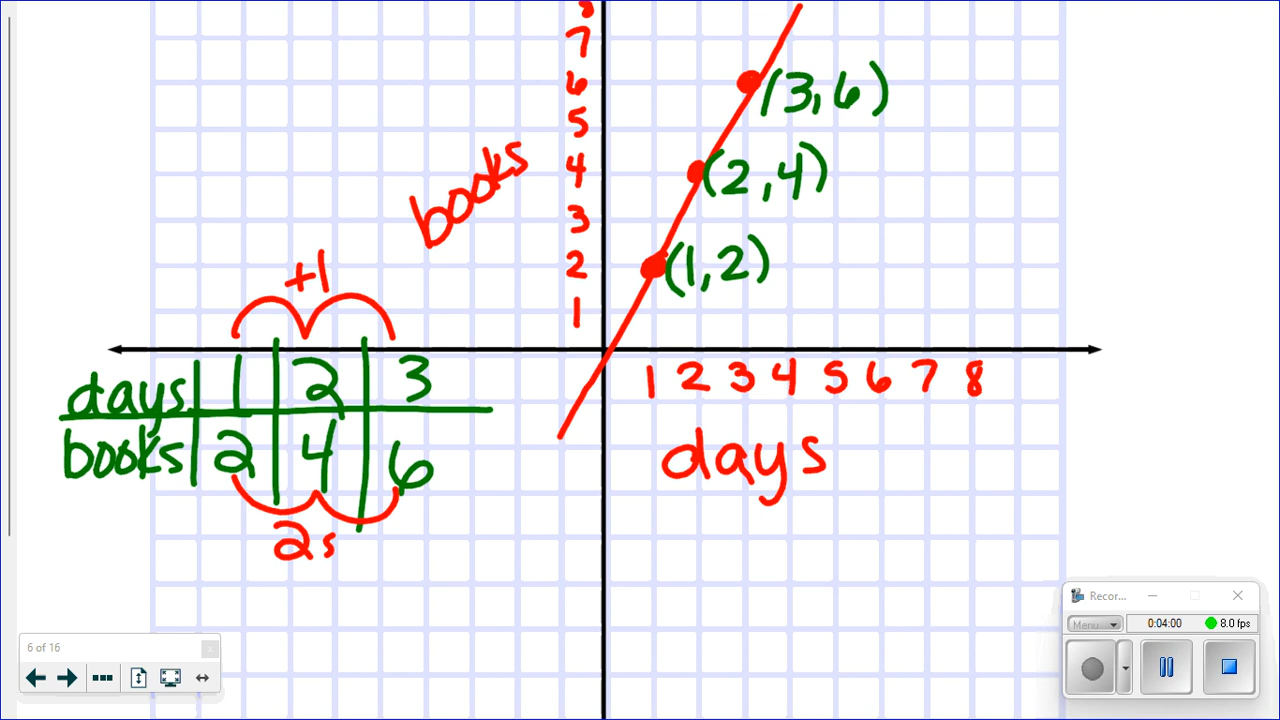 8
7
6
5
4
3
2
1
(3,6)
(2,4)
(1,2)
books
+1
days 1 2 3
books 2 4 6
2s
1 2 3 4 5 6 7 8
days
6 of 16
Recor...
Menu...
0:04:00
8.0 fps